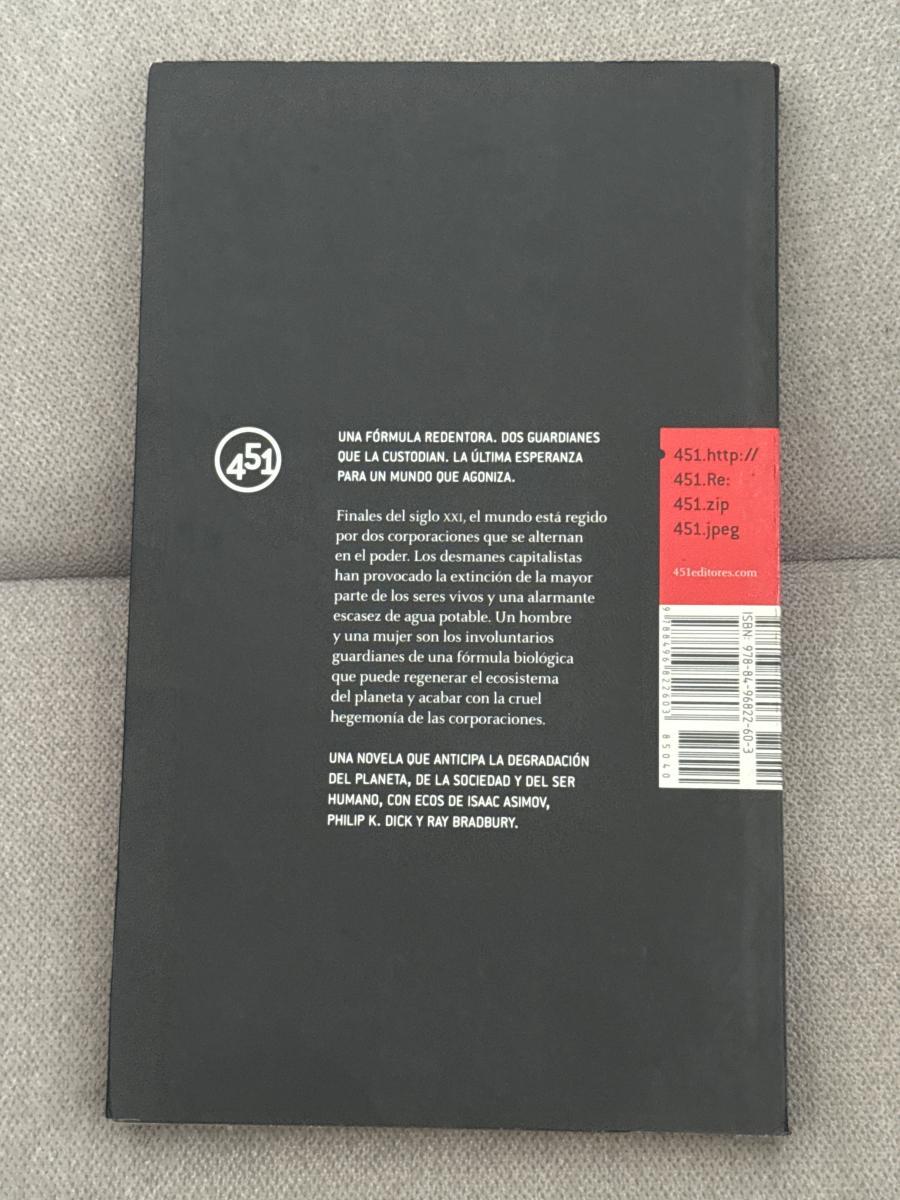 451
UNA FÓRMULA REDENTORA. DOS GUARDIANES
QUE LA CUSTODIAN. LA ÚLTIMA ESPERANZA
PARA UN MUNDO QUE AGONIZA.
Finales del siglo XXI, el mundo está regido
por dos corporaciones que se alternan
en el poder. Los desmanes capitalistas
han provocado la extinción de la mayor
parte de los seres vivos y una alarmante
escasez de agua potable. Un hombre
y una mujer son los involuntarios
guardianes de una fórmula biológica
que puede regenerar el ecosistema
del planeta y acabar con la cruel
hegemonía de las corporaciones.
UNA NOVELA QUE ANTICIPA LA DEGRADACIÓN
DEL PLANETA, DE LA SOCIEDAD Y DEL SER
HUMANO, CON ECOS DE ISAAC ASIMOV,
PHILIP K. DICK Y RAY BRADBURY.
451.http://
451.Re:
451.zip
451.jpeg
451editores.com
ISBN: 978-84-96822-60-3
9788496822603
85040